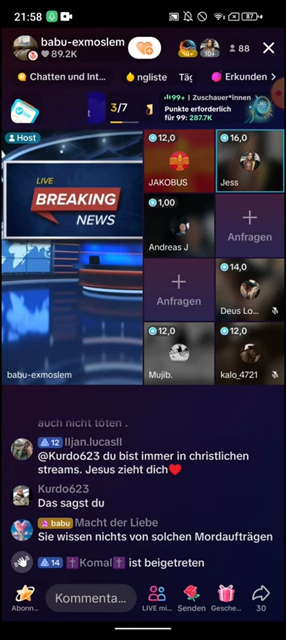 21:58
87
babu-exmoslem
89.2K
88
Chatten und Int...
ngliste
Erkunden
3/7
99+ | Zuschauer*innen
Punkte erforderlich
für 99: 287.7K
Host
12,0
16,0
LIVE
BREAKING
NEWS
JAKOBUS
Jess
1,00
Andreas J
Anfragen
14,0
Anfragen
Deus Lo...
12,0
12,0
babu-exmoslem
Mujib.
kalo_4721
auch nicht töten .
12 lljan.lucasll
@Kurdo623 du bist immer in christlichen
streams. Jesus zieht dich❤️
Kurdo623
Das sagst du
babu Macht der Liebe
Sie wissen nichts von solchen Mordaufträgen
14 ✝️Komal✝️ ist beigetreten
Abonn...
Kommenta...
LIVE mi...
Senden
Gesche...
30